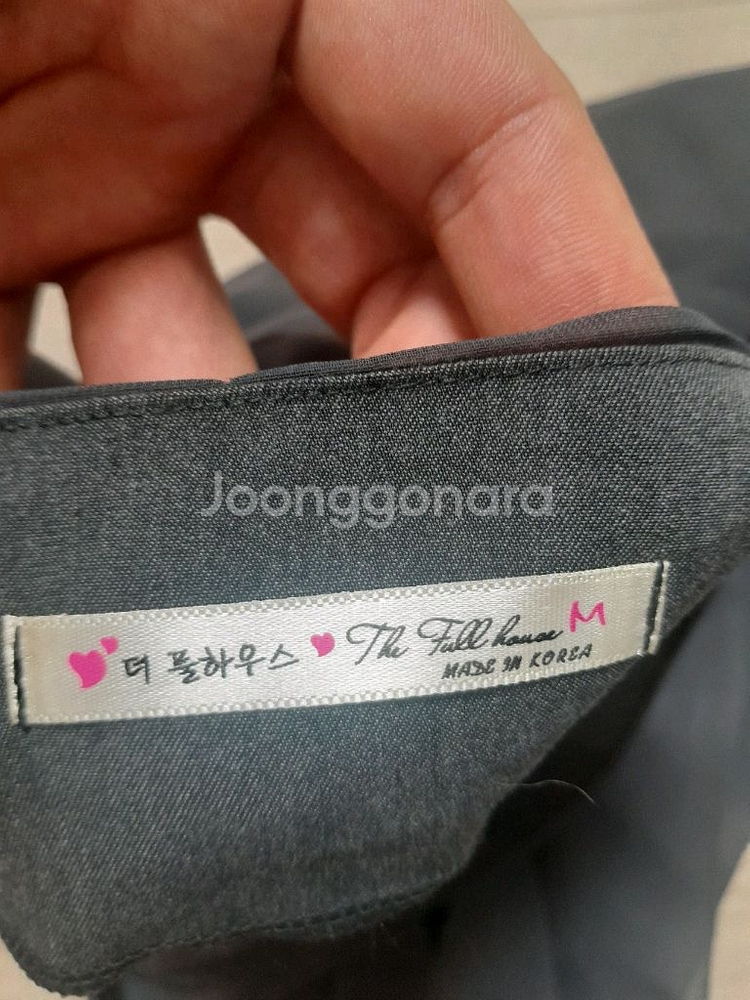 Joonggonara
더 풀하우스 The Full house M
MADE IN KOREA